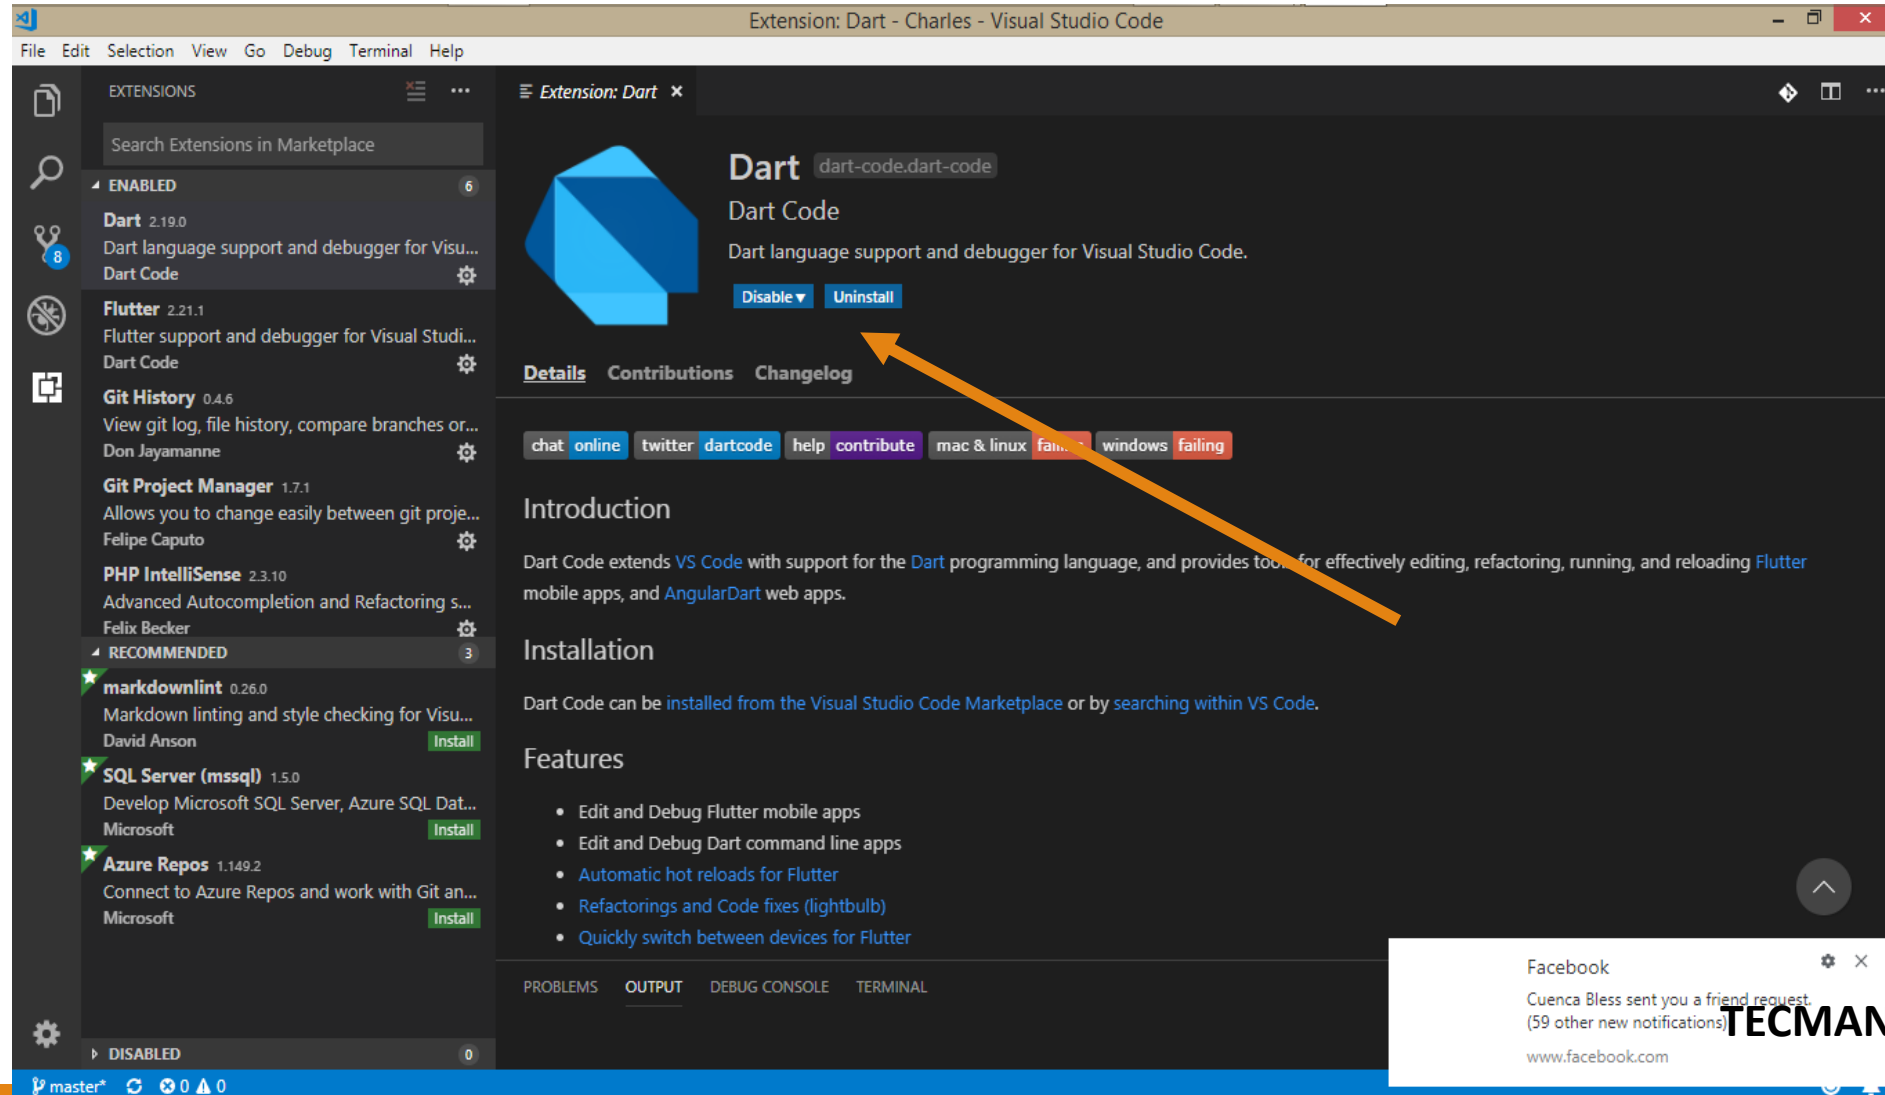 Extension: Dart - Charles - Visual Studio Code
File Edit Selection View Go Debug Terminal Help
EXTENSIONS
Search Extensions in Marketplace
ENABLED 6
Dart 2.19.0
Dart language support and debugger for Visu...
Dart Code
Flutter 2.21.1
Flutter support and debugger for Visual Studi...
Dart Code
Git History 0.4.6
View git log, file history, compare branches or...
Don Jayamanne
Git Project Manager 1.7.1
Allows you to change easily between git proje...
Felipe Caputo
PHP IntelliSense 2.3.10
Advanced Autocompletion and Refactoring s...
Felix Becker
RECOMMENDED 3
markdownlint 0.26.0
Markdown linting and style checking for Visu...
David Anson Install
SQL Server (mssql) 1.5.0
Develop Microsoft SQL Server, Azure SQL Dat...
Microsoft Install
Azure Repos 1.149.2
Connect to Azure Repos and work with Git an...
Microsoft Install
DISABLED 0
8
Extension: Dart
Dart dart-code.dart-code
Dart Code
Dart language support and debugger for Visual Studio Code.
Disable Uninstall
Details Contributions Changelog
chat online twitter dartcode help contribute mac & linux windows failing
Introduction
Dart Code extends VS Code with support for the Dart programming language, and provides for effectively editing, refactoring, running, and reloading Flutter
mobile apps, and AngularDart web apps.
Installation
Dart Code can be installed from the Visual Studio Code Marketplace or by searching within VS Code.
Features
• Edit and Debug Flutter mobile apps
• Edit and Debug Dart command line apps
• Automatic hot reloads for Flutter
• Refactorings and Code fixes (lightbulb)
• Quickly switch between devices for Flutter
PROBLEMS OUTPUT DEBUG CONSOLE TERMINAL
Facebook
Cuenca Bless sent you a friend request.
(59 other new notifications)
www.facebook.com
TECMAN
master* 0 0